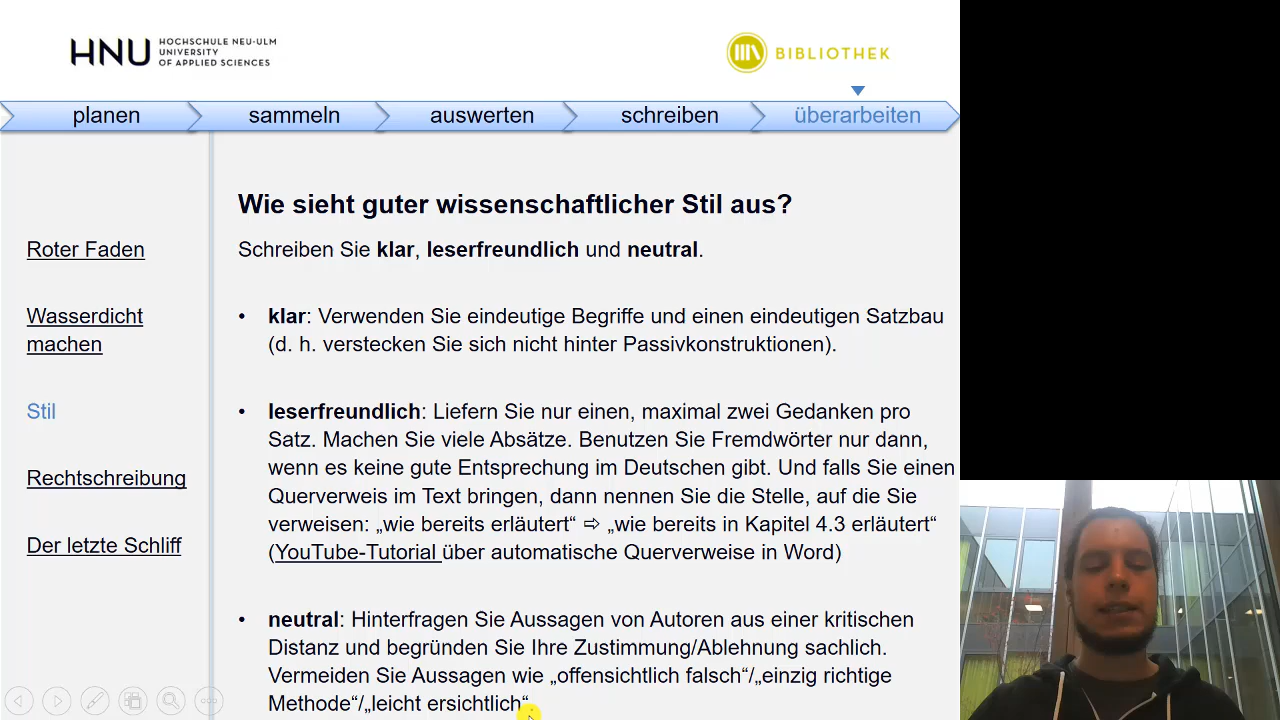 HNU HOCHSCHULE NEU-ULM
UNIVERSITY
OF APPLIED SCIENCES
BIBLIOTHEK
planen sammeln auswerten schreiben überarbeiten
Wie sieht guter wissenschaftlicher Stil aus?
Roter Faden
Wasserdicht
machen
Stil
Rechtschreibung
Der letzte Schliff
Schreiben Sie klar, leserfreundlich und neutral.
• klar: Verwenden Sie eindeutige Begriffe und einen eindeutigen Satzbau
(d. h. verstecken Sie sich nicht hinter Passivkonstruktionen).
• leserfreundlich: Liefern Sie nur einen, maximal zwei Gedanken pro
Satz. Machen Sie viele Absätze. Benutzen Sie Fremdwörter nur dann,
wenn es keine gute Entsprechung im Deutschen gibt. Und falls Sie einen
Querverweis im Text bringen, dann nennen Sie die Stelle, auf die Sie
verweisen: „wie bereits erläutert“ ⇨ „wie bereits in Kapitel 4.3 erläutert“
(YouTube-Tutorial über automatische Querverweise in Word)
• neutral: Hinterfragen Sie Aussagen von Autoren aus einer kritischen
Distanz und begründen Sie Ihre Zustimmung/Ablehnung sachlich.
Vermeiden Sie Aussagen wie „offensichtlich falsch“/„einzig richtige
Methode“/„leicht ersichtlich“.